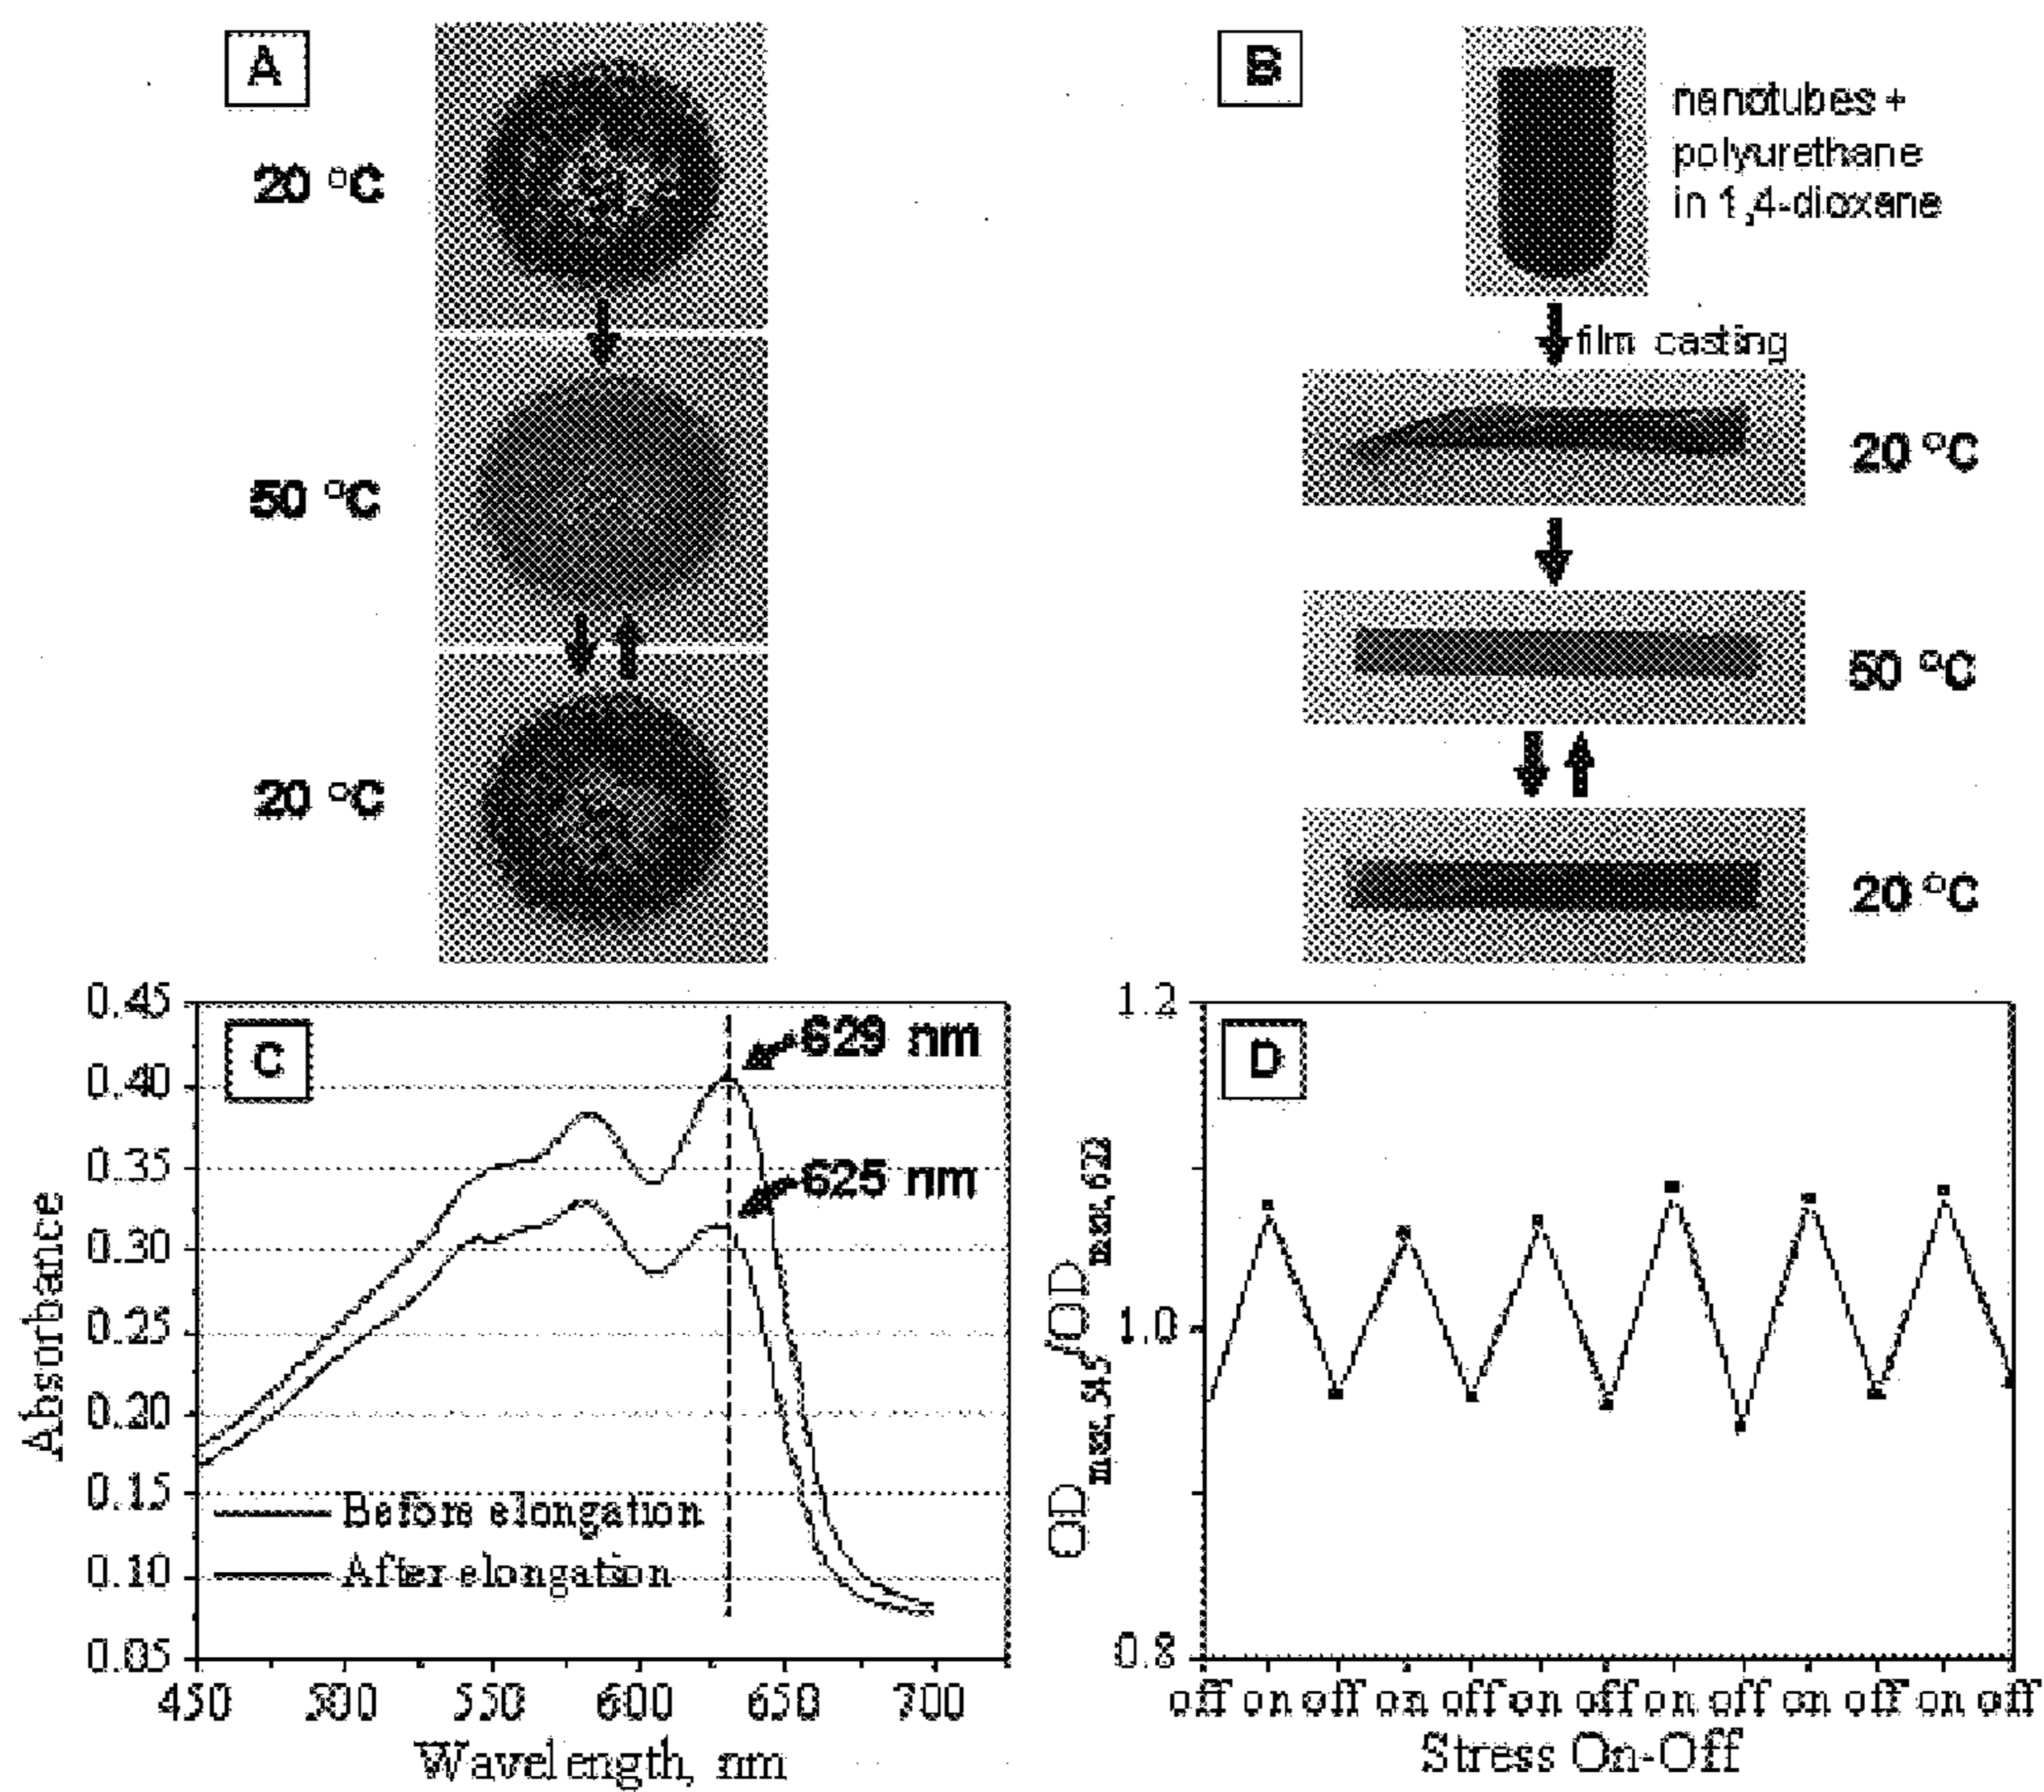 A
20 °C
50 °C
20 °C
B
nanotubes +
polyurethane
in 1,4-dioxane
film casting
20 °C
50 °C
20 °C
C
0.45
0.40
0.35
0.30
0.25
0.20
0.15
0.10
0.05
Absorbance
629 nm
625 nm
Before elongation
After elongation
450 500 550 600 650 700
Wavelength, nm
D
1.2
1.0
0.8
OD /OD
off on off on off on off on off on off on off
Stress On-Off